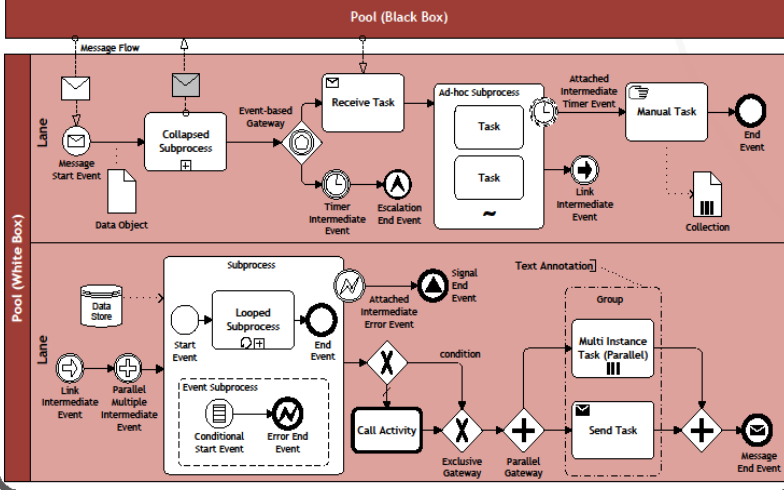 Pool (Black Box)
Message Flow
Pool (White Box)
Lane
Message
Start Event
Data Object
Collapsed
Subprocess
Event-based
Gateway
Receive Task
Timer
Intermediate
Event
Escalation
End Event
Ad-hoc Subprocess
Task
Task
~
Attached
Intermediate
Timer Event
Link
Intermediate
Event
Manual Task
End
Event
Collection
Lane
Data
Store
Link
Intermediate
Event
Parallel
Multiple
Intermediate
Event
Subprocess
Start
Event
Looped
Subprocess
End
Event
Event Subprocess
Conditional
Start Event
Error End
Event
Attached
Intermediate
Error Event
Signal
End
Event
condition
Call Activity
Exclusive
Gateway
Parallel
Gateway
Text Annotation
Group
Multi Instance
Task (Parallel)
Send Task
Message
End Event